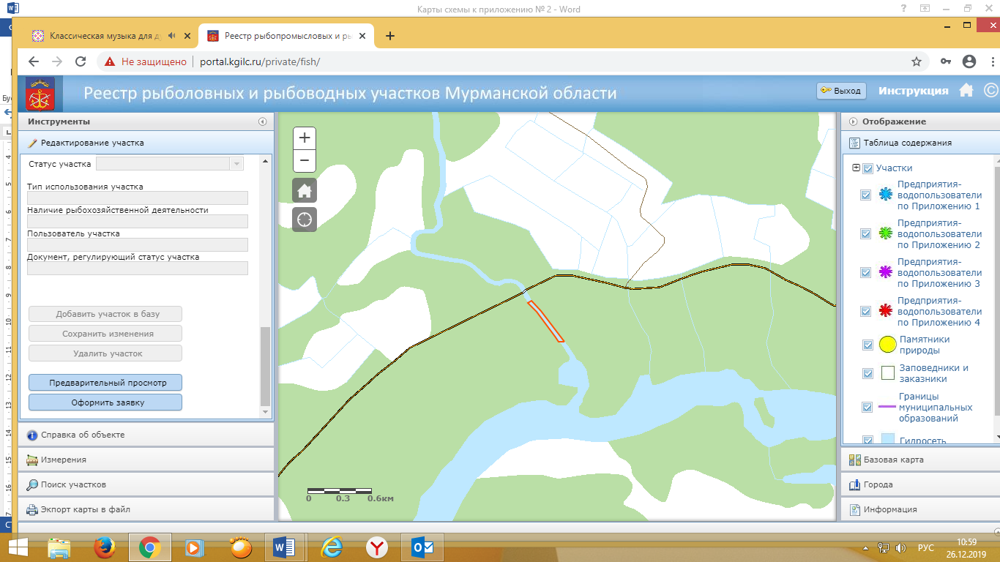 Карты схемы к приложению № 2 - Word
Классическая музыка для д
Реестр рыбопромысловых и ры
Не защищено
portal.kgilc.ru/private/fish/
Реестр рыболовных и рыбоводных участков Мурманской области
Выход
Инструкция
Инструменты
Редактирование участка
Статус участка
Тип использования участка
Наличие рыбохозяйственной деятельности
Пользователь участка
Документ, регулирующий статус участка
Добавить участок в базу
Сохранить изменения
Удалить участок
Предварительный просмотр
Оформить заявку
Справка об объекте
Измерения
Поиск участков
Экспорт карты в файл
0 0.3 0.6км
Отображение
Таблица содержания
Участки
Предприятия-
водопользователи
по Приложению 1
Предприятия-
водопользователи
по Приложению 2
Предприятия-
водопользователи
по Приложению 3
Предприятия-
водопользователи
по Приложению 4
Памятники
природы
Заповедники и
заказники
Границы
муниципальных
образований
Гидросеть
Базовая карта
Города
Информация
РУС
10:59
26.12.2019